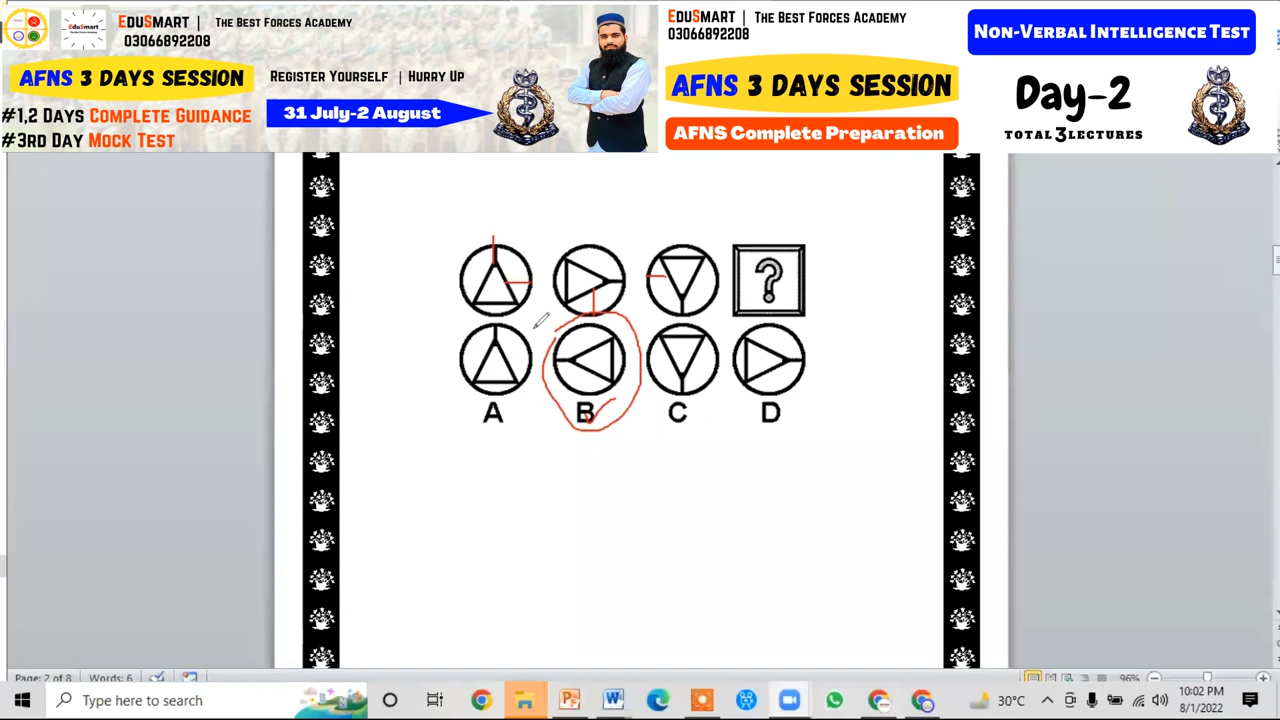 EduSmart | The Best Forces Academy
03066892208
AFNS 3 DAYS SESSION
Register Yourself | Hurry Up
31 July-2 August
#1,2 Days Complete Guidance
#3rd Day Mock Test
EduSmart | The Best Forces Academy
03066892208
AFNS 3 DAYS SESSION
AFNS Complete Preparation
Non-Verbal Intelligence Test
Day-2
Total 3 Lectures
?
A B C D
Page: 2 of 8 Words: 6
96%
Type here to search
30°C
10:02 PM
8/1/2022